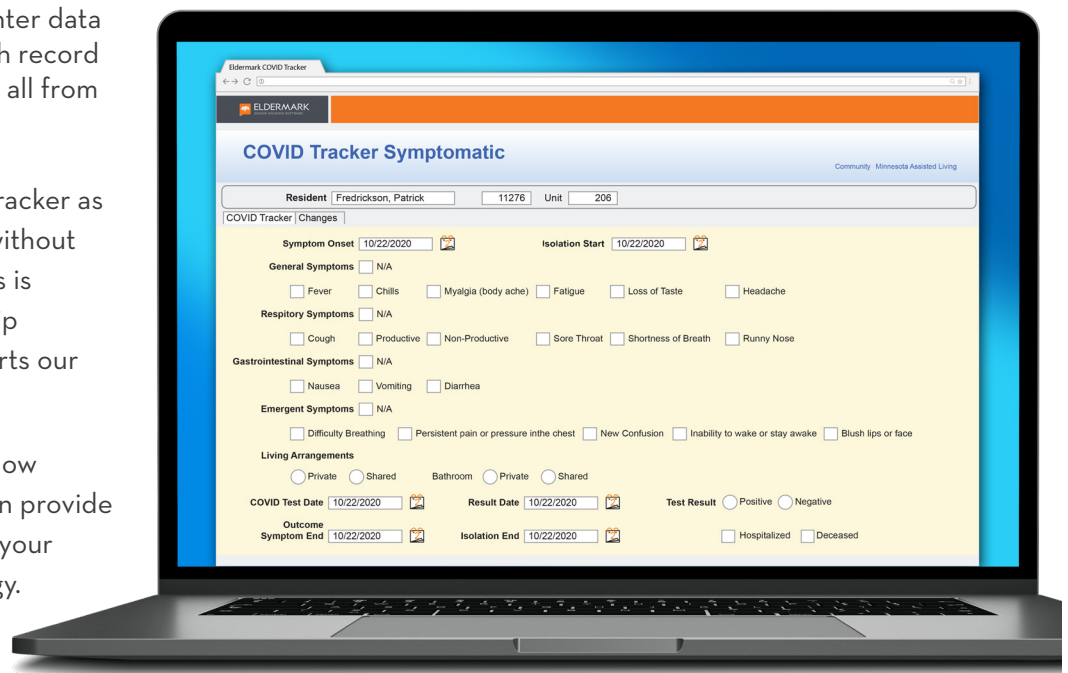 nter data
h record
all from
racker as
vithout
s is
ip
rts our
ow
n provide
your
gy.
Eldermark COVID Tracker
ELDERMARK
COVID Tracker Symptomatic
Community Minnesota Assisted Living
Resident Fredrickson, Patrick 11276 Unit 206
COVID Tracker Changes
Symptom Onset 10/22/2020 Isolation Start 10/22/2020
General Symptoms N/A
Fever Chills Myalgia (body ache) Fatigue Loss of Taste Headache
Respitory Symptoms N/A
Cough Productive Non-Productive Sore Throat Shortness of Breath Runny Nose
Gastrointestinal Symptoms N/A
Nausea Vomiting Diarrhea
Emergent Symptoms N/A
Difficulty Breathing Persistent pain or pressure inthe chest New Confusion Inability to wake or stay awake Blush lips or face
Living Arrangements
Private Shared Bathroom Private Shared
COVID Test Date 10/22/2020 Result Date 10/22/2020 Test Result Positive Negative
Outcome
Symptom End 10/22/2020 Isolation End 10/22/2020 Hospitalized Deceased